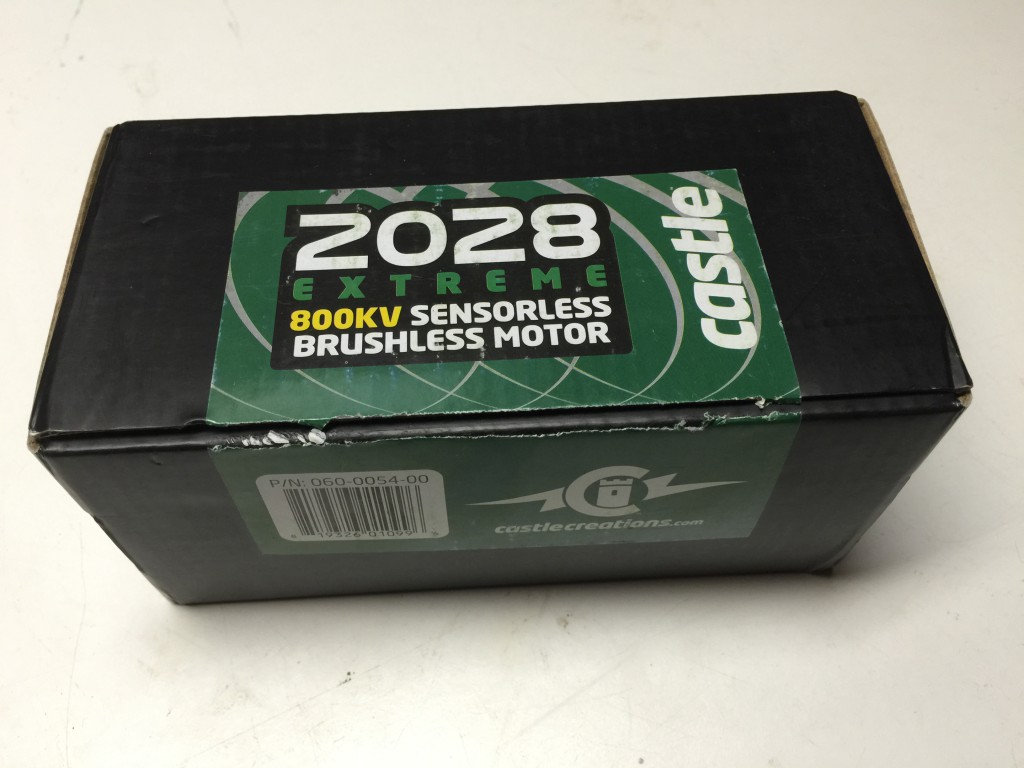 2028
EXTREME
800KV SENSORLESS
BRUSHLESS MOTOR
castle
P/N: 060-0054-00
castlecreations.com